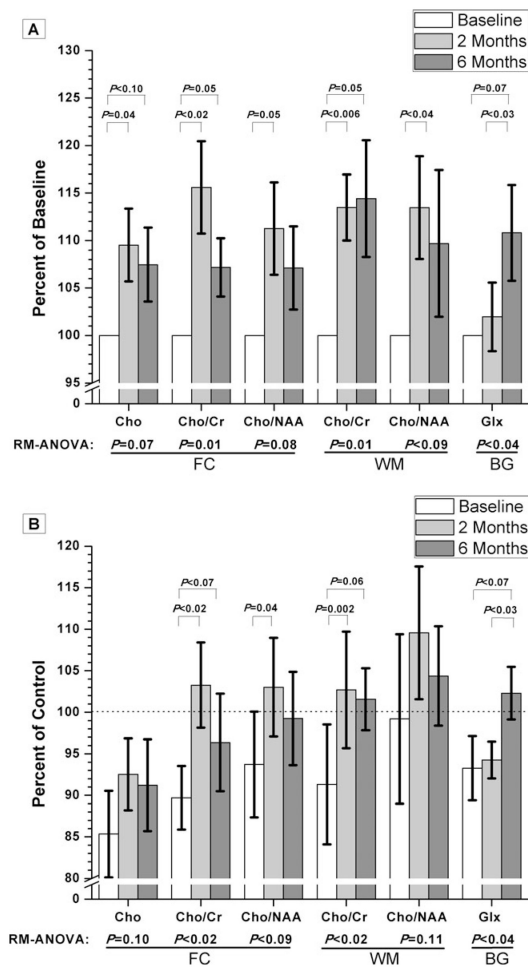 A
Baseline
2 Months
6 Months
130
125
120
115
110
105
100
95
0
Percent of Baseline
P<0.10
P=0.04
P=0.05
P<0.02
P=0.05
P=0.05
P<0.006
P<0.04
P=0.07
P<0.03
Cho Cho/Cr Cho/NAA Cho/Cr Cho/NAA Glx
RM-ANOVA: P=0.07 P=0.01 P=0.08 P=0.01 P<0.09 P<0.04
FC WM BG
B
Baseline
2 Months
6 Months
120
115
110
105
100
95
90
85
80
0
Percent of Control
P<0.07
P<0.02
P=0.04
P=0.06
P=0.002
P<0.07
P<0.03
Cho Cho/Cr Cho/NAA Cho/Cr Cho/NAA Glx
RM-ANOVA: P=0.10 P<0.02 P<0.09 P<0.02 P=0.11 P<0.04
FC WM BG